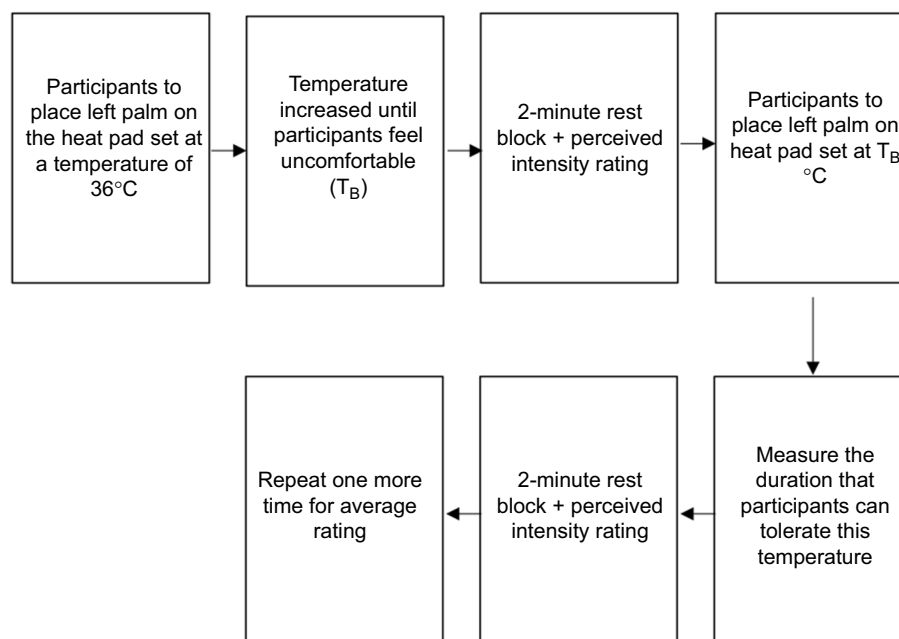 Participants to
place left palm on
the heat pad set at
a temperature of
36°C
Temperature
increased until
participants feel
uncomfortable
(T_B)
2-minute rest
block + perceived
intensity rating
Participants to
place left palm on
heat pad set at T_B
°C
Measure the
duration that
participants can
tolerate this
temperature
2-minute rest
block + perceived
intensity rating
Repeat one more
time for average
rating